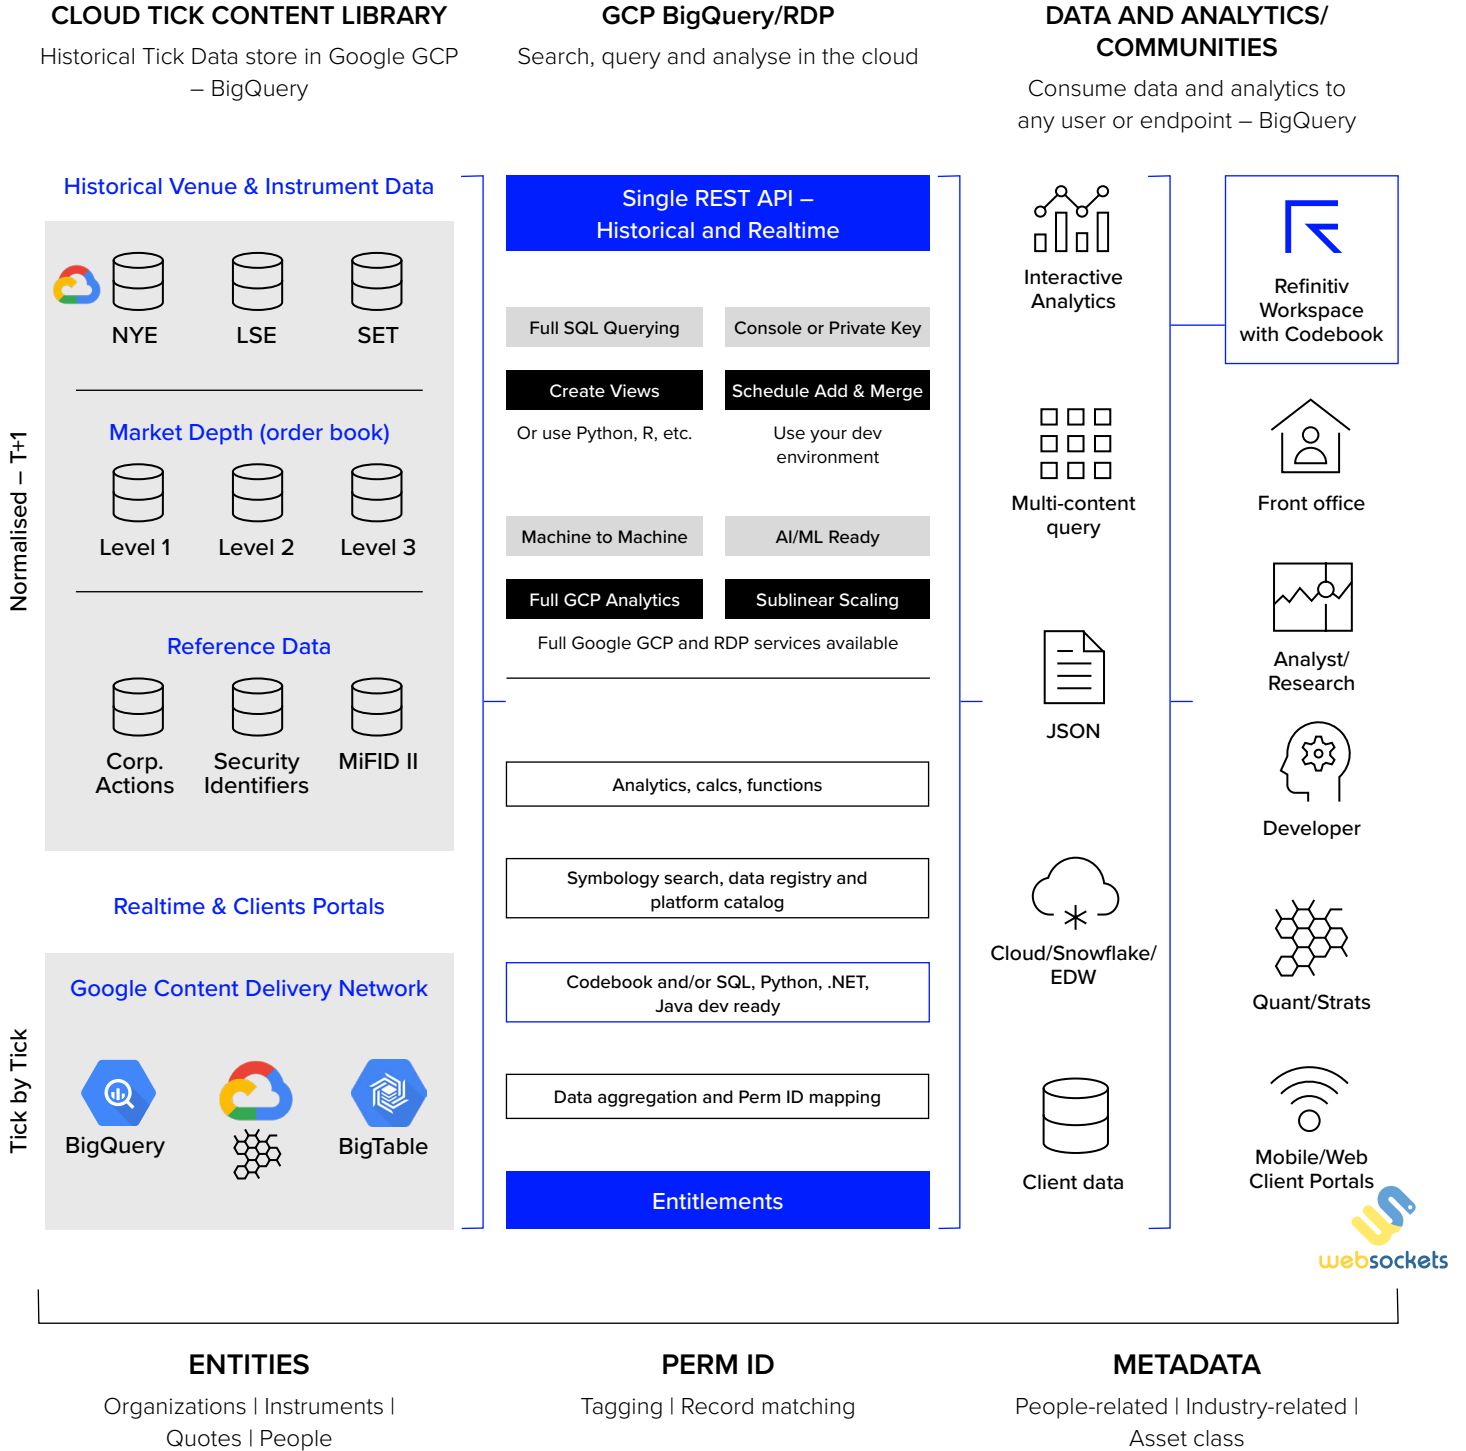 CLOUD TICK CONTENT LIBRARY
Historical Tick Data store in Google GCP
– BigQuery
GCP BigQuery/RDP
Search, query and analyse in the cloud
DATA AND ANALYTICS/
COMMUNITIES
Consume data and analytics to
any user or endpoint – BigQuery
Normalised – T+1
Historical Venue & Instrument Data
NYE
LSE
SET
Market Depth (order book)
Level 1
Level 2
Level 3
Reference Data
Corp.
Actions
Security
Identifiers
MiFID II
Realtime & Clients Portals
Tick by Tick
Google Content Delivery Network
BigQuery
BigTable
Single REST API –
Historical and Realtime
Full SQL Querying
Console or Private Key
Create Views
Schedule Add & Merge
Or use Python, R, etc.
Use your dev
environment
Machine to Machine
AI/ML Ready
Full GCP Analytics
Sublinear Scaling
Full Google GCP and RDP services available
Analytics, calcs, functions
Symbology search, data registry and
platform catalog
Codebook and/or SQL, Python, .NET,
Java dev ready
Data aggregation and Perm ID mapping
Entitlements
Interactive
Analytics
Multi-content
query
JSON
Cloud/Snowflake/
EDW
Client data
Refinitiv
Workspace
with Codebook
Front office
Analyst/
Research
Developer
Quant/Strats
Mobile/Web
Client Portals
websockets
ENTITIES
Organizations | Instruments |
Quotes | People
PERM ID
Tagging | Record matching
METADATA
People-related | Industry-related |
Asset class